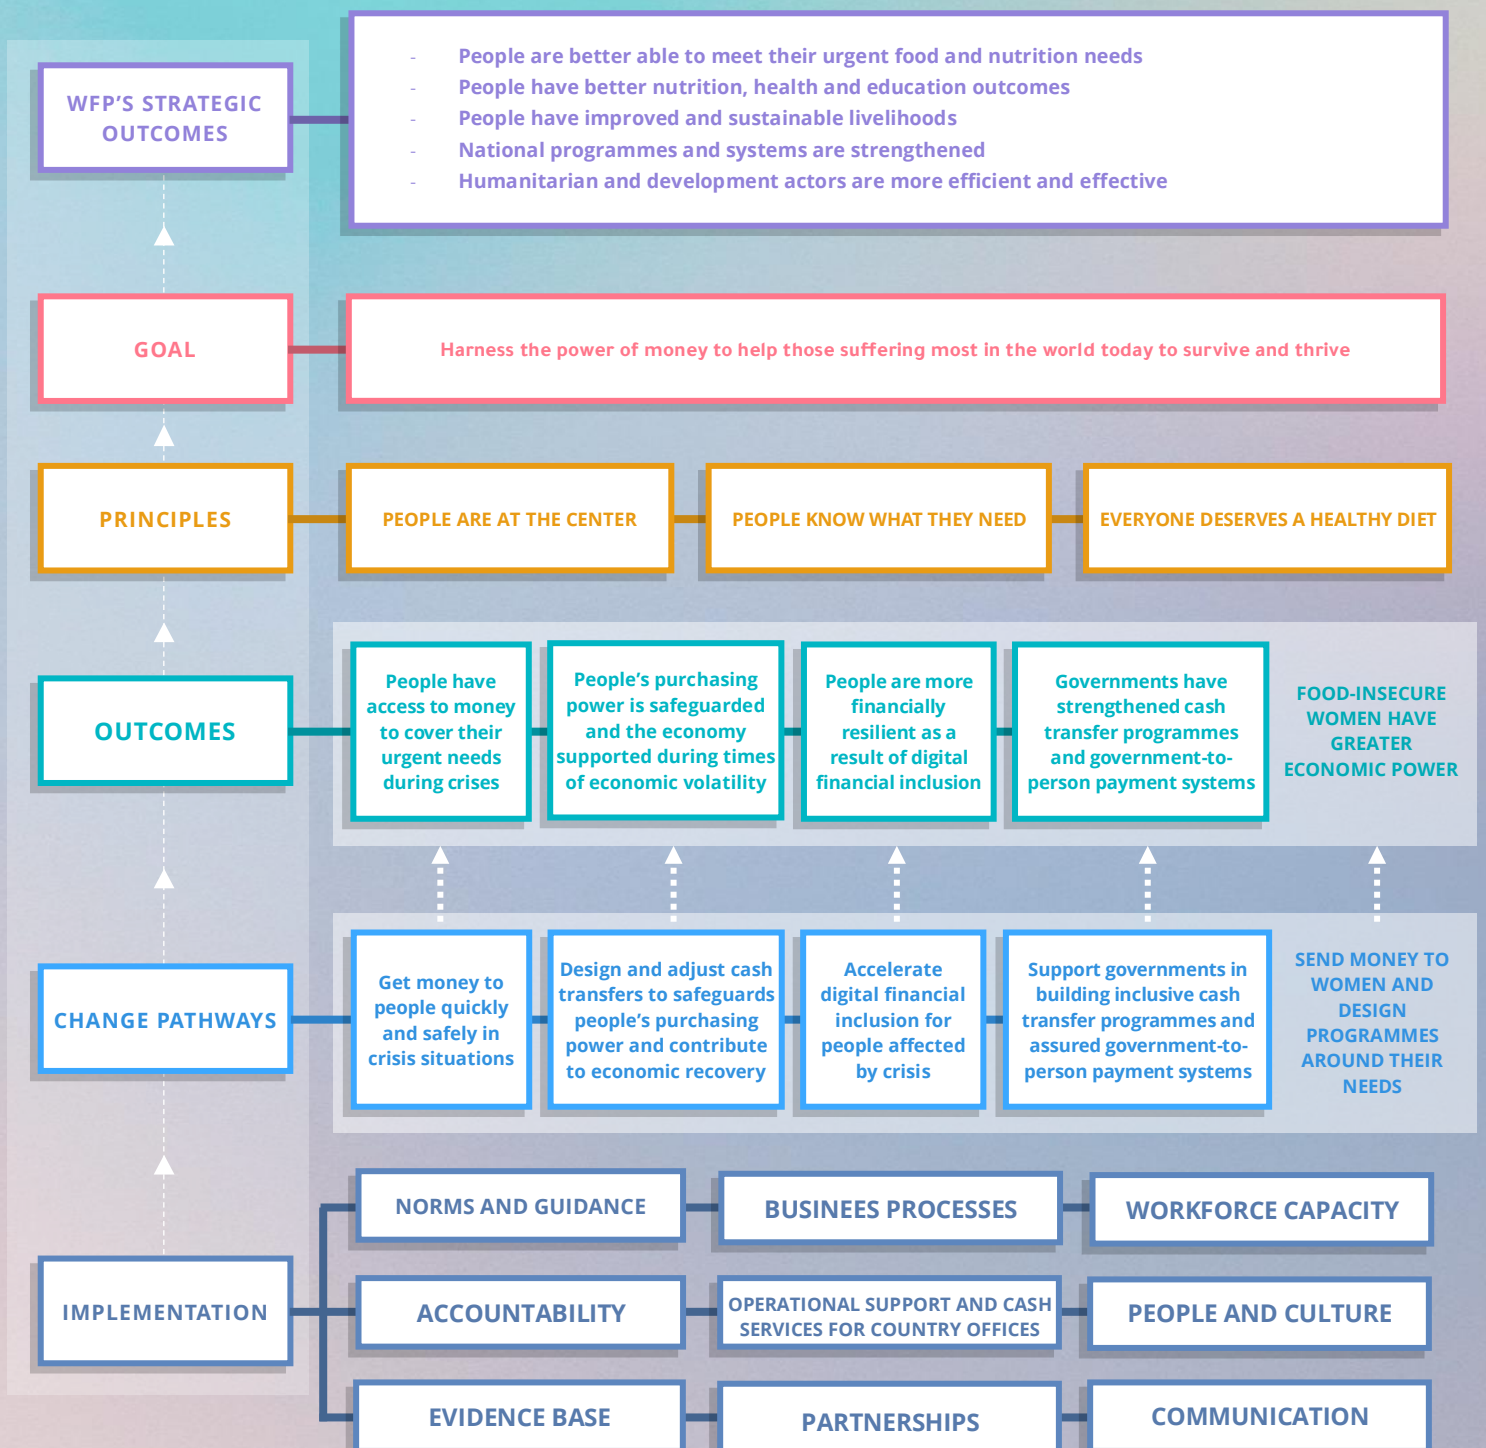 WFP'S STRATEGIC
OUTCOMES
- People are better able to meet their urgent food and nutrition needs
- People have better nutrition, health and education outcomes
- People have improved and sustainable livelihoods
- National programmes and systems are strengthened
- Humanitarian and development actors are more efficient and effective
GOAL
Harness the power of money to help those suffering most in the world today to survive and thrive
PRINCIPLES
PEOPLE ARE AT THE CENTER
PEOPLE KNOW WHAT THEY NEED
EVERYONE DESERVES A HEALTHY DIET
OUTCOMES
People have
access to money
to cover their
urgent needs
during crises
People's purchasing
power is safeguarded
and the economy
supported during times
of economic volatility
People are more
financially
resilient as a
result of digital
financial inclusion
Governments have
strengthened cash
transfer programmes
and government-to-
person payment systems
FOOD-INSECURE
WOMEN HAVE
GREATER
ECONOMIC POWER
CHANGE PATHWAYS
Get money to
people quickly
and safely in
crisis situations
Design and adjust cash
transfers to safeguards
people's purchasing
power and contribute
to economic recovery
Accelerate
digital financial
inclusion for
people affected
by crisis
Support governments in
building inclusive cash
transfer programmes and
assured government-to-
person payment systems
SEND MONEY TO
WOMEN AND
DESIGN
PROGRAMMES
AROUND THEIR
NEEDS
IMPLEMENTATION
NORMS AND GUIDANCE
BUSINEES PROCESSES
WORKFORCE CAPACITY
ACCOUNTABILITY
OPERATIONAL SUPPORT AND CASH
SERVICES FOR COUNTRY OFFICES
PEOPLE AND CULTURE
EVIDENCE BASE
PARTNERSHIPS
COMMUNICATION